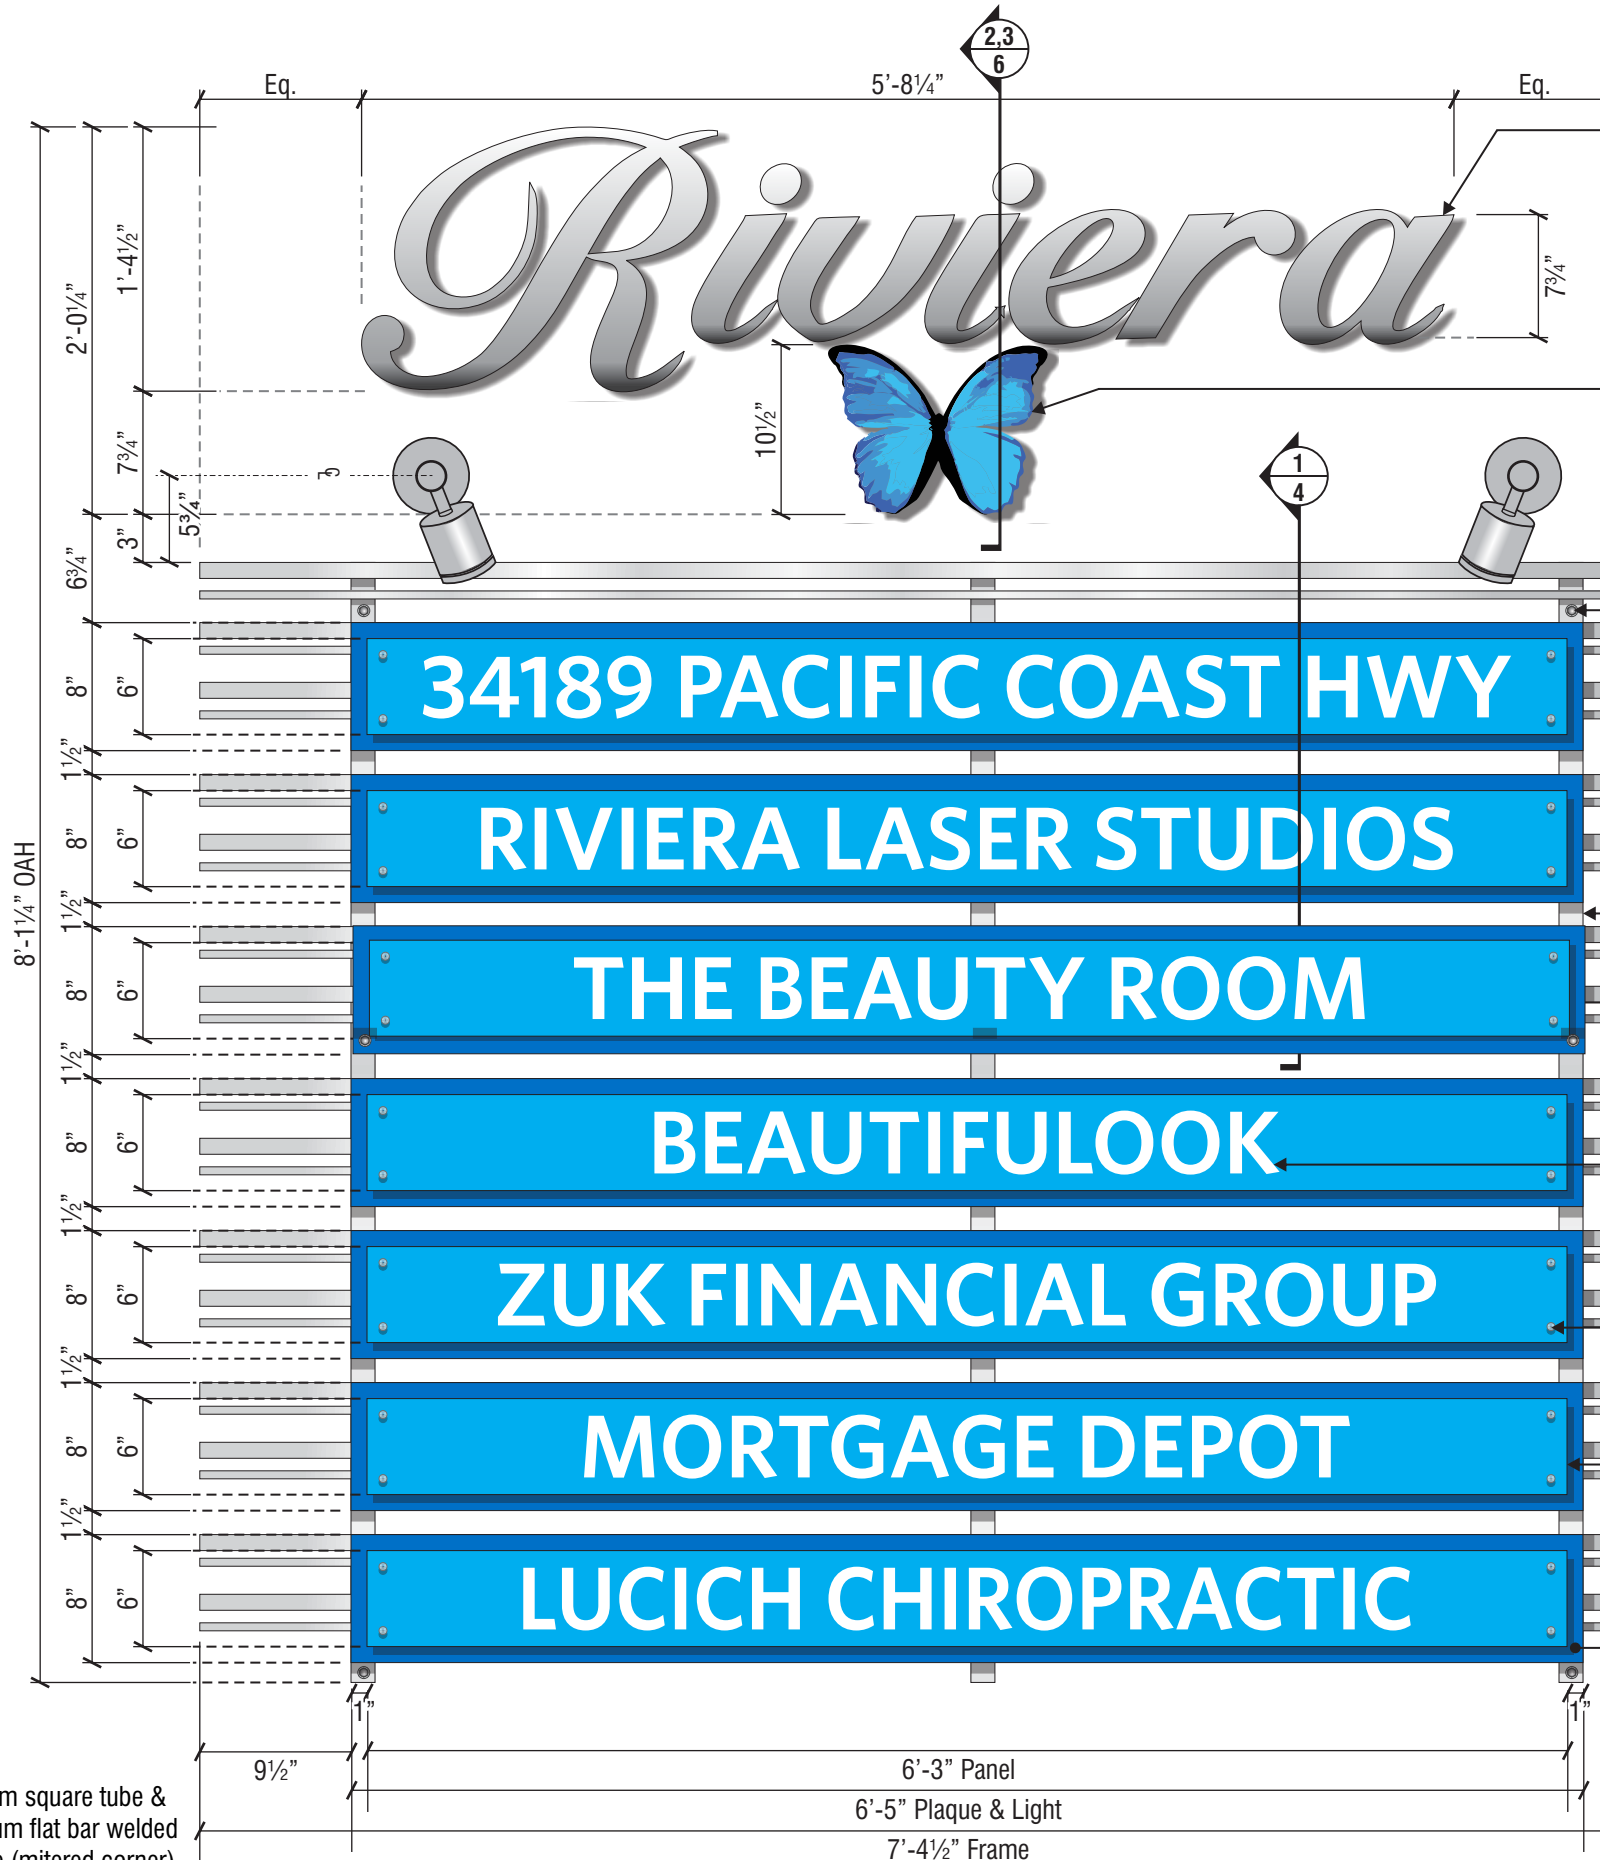 2,3
6
Eq.
5'-8¼”
Eq.
Riviera
1'-4½”
2'-0¼”
7¾”
10½”
7¾”
CL
5¾”
3”
6¾”
1
4
8'-1¼” OAH
34189 PACIFIC COAST HWY
8”
6”
1½”
RIVIERA LASER STUDIOS
8”
6”
1½”
THE BEAUTY ROOM
8”
6”
1½”
BEAUTIFULOOK
8”
6”
1½”
ZUK FINANCIAL GROUP
8”
6”
1½”
MORTGAGE DEPOT
8”
6”
1½”
LUCICH CHIROPRACTIC
8”
6”
1”
1”
9½”
6’-3” Panel
6’-5” Plaque & Light
7’-4½” Frame
m square tube &
um flat bar welded
(mitered corner)